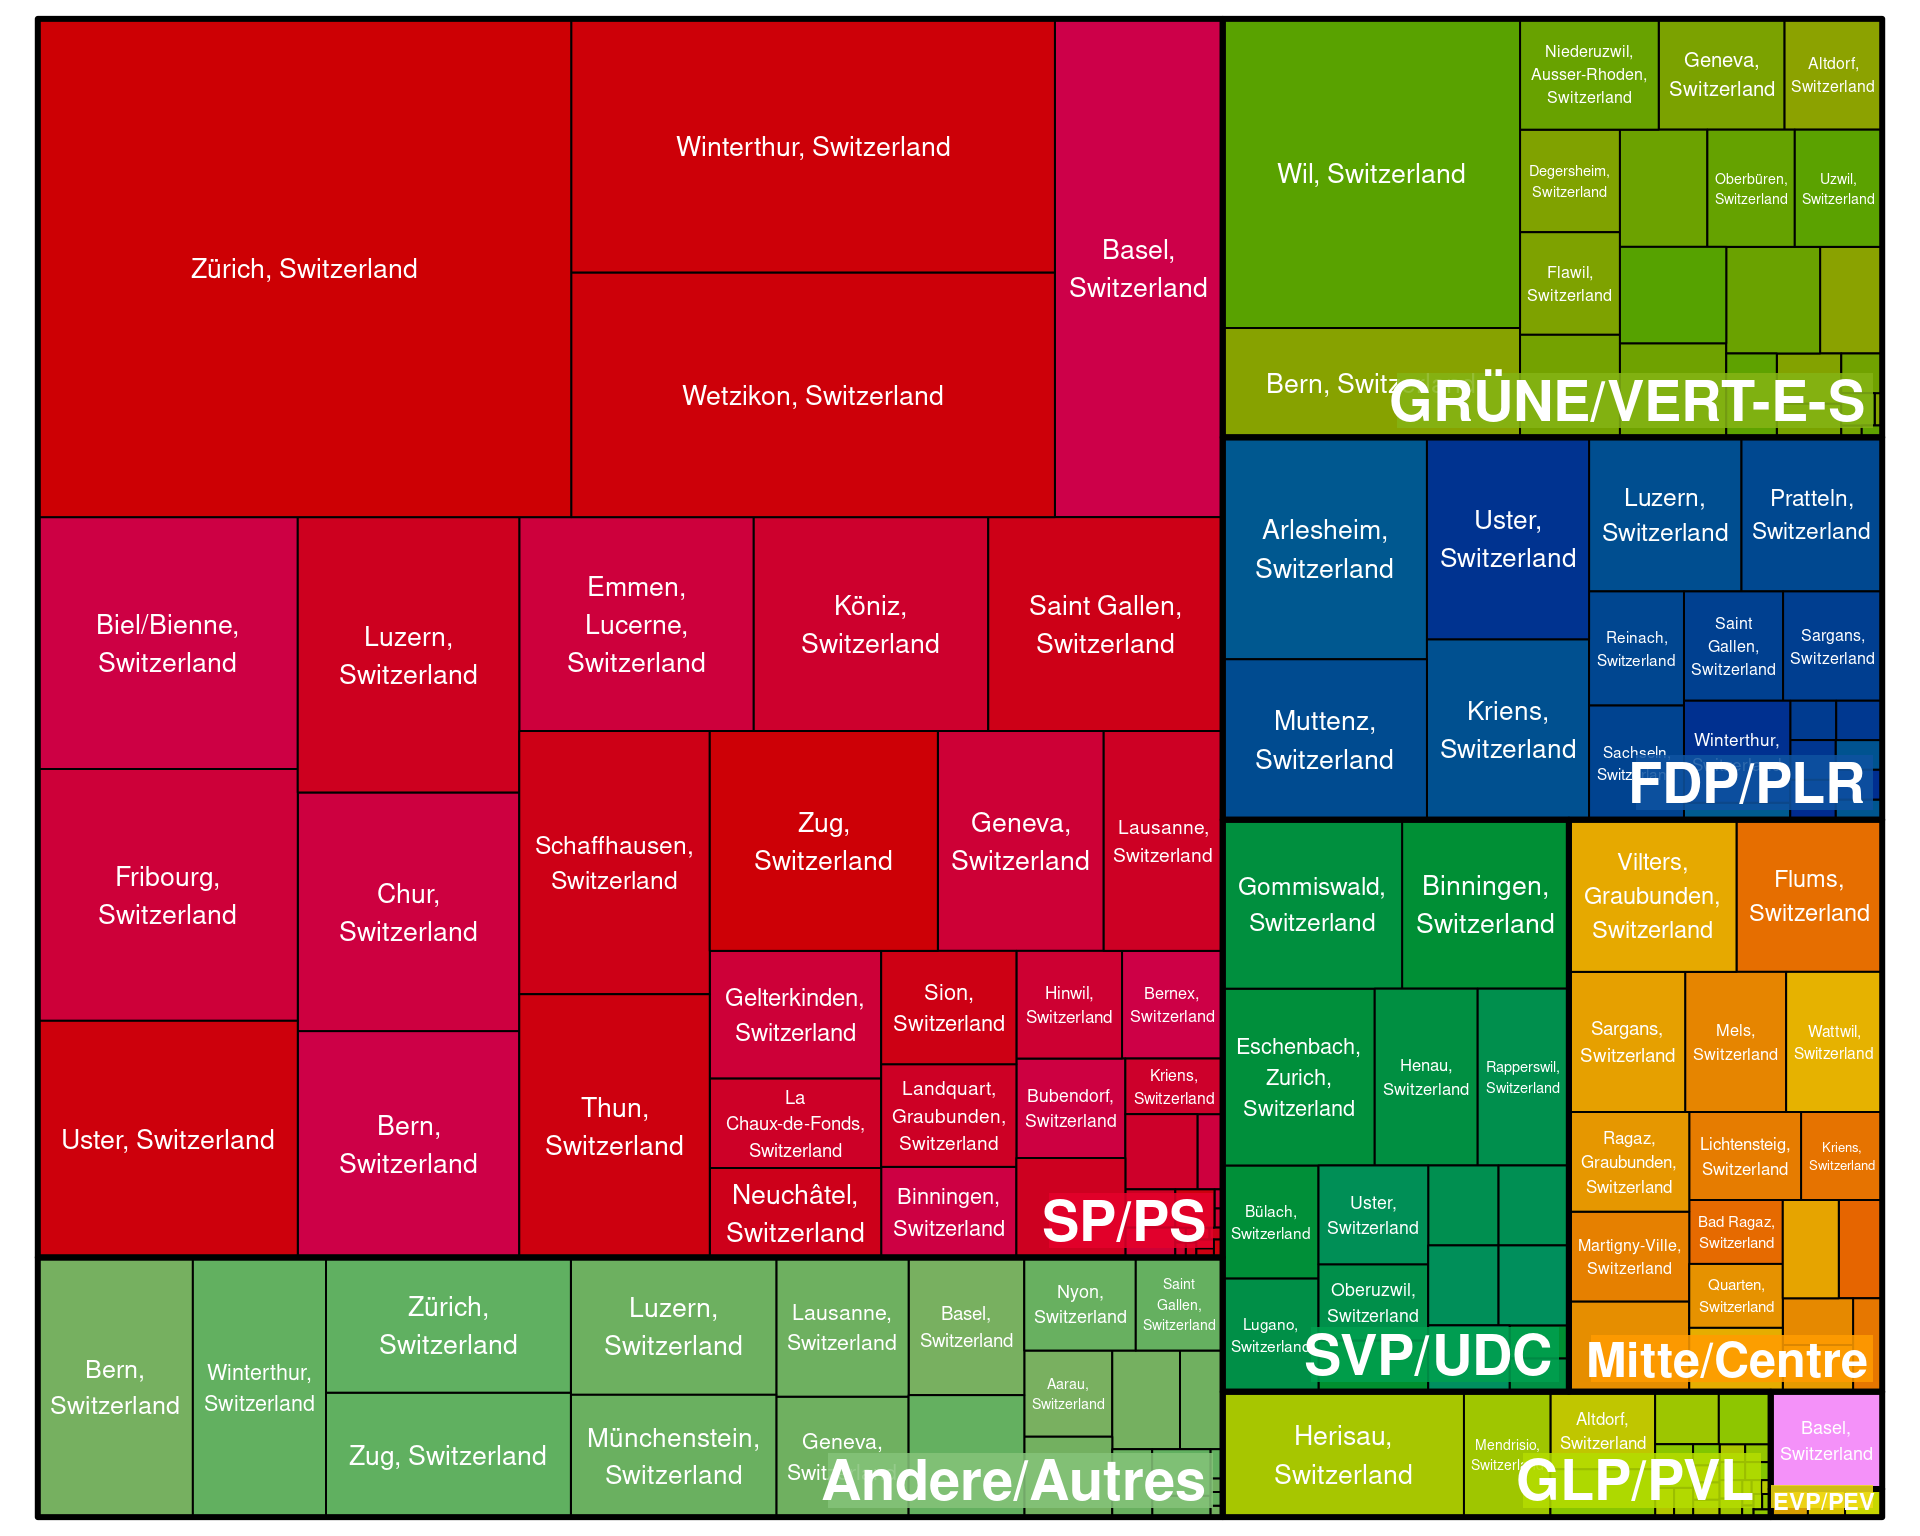 Zürich, Switzerland
Winterthur, Switzerland
Wetzikon, Switzerland
Basel,
Switzerland
Biel/Bienne,
Switzerland
Fribourg,
Switzerland
Uster, Switzerland
Luzern,
Switzerland
Chur,
Switzerland
Bern,
Switzerland
Emmen,
Lucerne,
Switzerland
Köniz,
Switzerland
Saint Gallen,
Switzerland
Schaffhausen,
Switzerland
Thun,
Switzerland
Zug,
Switzerland
Geneva,
Switzerland
Lausanne,
Switzerland
Gelterkinden,
Switzerland
La
Chaux-de-Fonds,
Switzerland
Neuchâtel,
Switzerland
Sion,
Switzerland
Landquart,
Graubunden,
Switzerland
Binningen,
Switzerland
Hinwil,
Switzerland
Bernex,
Switzerland
Bubendorf,
Switzerland
Kriens,
Switzerland
SP/PS
Bern,
Switzerland
Winterthur,
Switzerland
Zürich,
Switzerland
Zug, Switzerland
Luzern,
Switzerland
Münchenstein,
Switzerland
Lausanne,
Switzerland
Geneva,
Switzerland
Basel,
Switzerland
Nyon,
Switzerland
Saint
Gallen,
Switzerland
Aarau,
Switzerland
Andere/Autres
Wil, Switzerland
Bern, Switzerland
Niederuzwil,
Ausser-Rhoden,
Switzerland
Geneva,
Switzerland
Altdorf,
Switzerland
Degersheim,
Switzerland
Oberbüren,
Switzerland
Uzwil,
Switzerland
Flawil,
Switzerland
GRÜNE/VERT-E-S
Arlesheim,
Switzerland
Muttenz,
Switzerland
Uster,
Switzerland
Kriens,
Switzerland
Luzern,
Switzerland
Pratteln,
Switzerland
Reinach,
Switzerland
Saint
Gallen,
Switzerland
Sargans,
Switzerland
Sachseln,
Switzerland
Winterthur,
Switzerland
FDP/PLR
Gommiswald,
Switzerland
Binningen,
Switzerland
Eschenbach,
Zurich,
Switzerland
Henau,
Switzerland
Rapperswil,
Switzerland
Bülach,
Switzerland
Lugano,
Switzerland
Uster,
Switzerland
Oberuzwil,
Switzerland
SVP/UDC
Vilters,
Graubunden,
Switzerland
Flums,
Switzerland
Sargans,
Switzerland
Mels,
Switzerland
Wattwil,
Switzerland
Ragaz,
Graubunden,
Switzerland
Lichtensteig,
Switzerland
Kriens,
Switzerland
Martigny-Ville,
Switzerland
Bad Ragaz,
Switzerland
Quarten,
Switzerland
Mitte/Centre
Herisau,
Switzerland
Mendrisio,
Switzerland
Altdorf,
Switzerland
GLP/PVL
Basel,
Switzerland
EVP/PEV